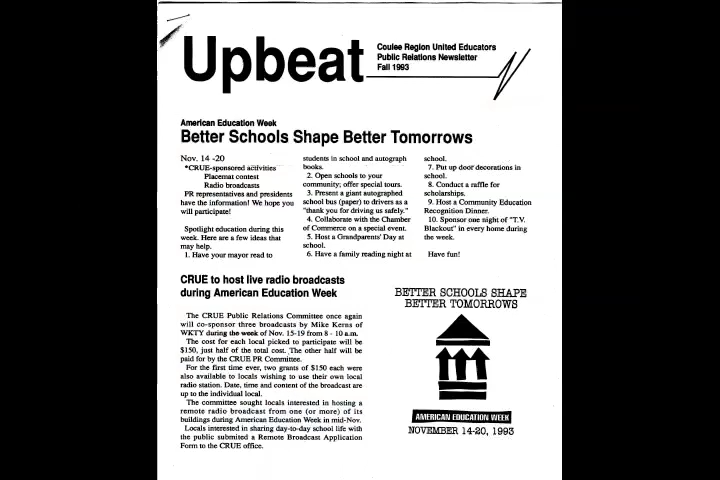 Upbeat
Coulee Region United Educators
Public Relations Newsletter
Fall 1993
American Education Week
Better Schools Shape Better Tomorrows
Nov. 14 -20
*CRUE-sponsored activities
Placemat contest
Radio broadcasts
PR representatives and presidents
have the information! We hope you
will participate!
Spotlight education during this
week. Here are a few ideas that
may help.
1. Have your mayor read to
students in school and autograph
books.
2. Open schools to your
community; offer special tours.
3. Present a giant autographed
school bus (paper) to drivers as a
"thank you for driving us safely."
4. Collaborate with the Chamber
of Commerce on a special event.
5. Host a Grandparents' Day at
school.
6. Have a family reading night at
school.
7. Put up door decorations in
school.
8. Conduct a raffle for
scholarships.
9. Host a Community Education
Recognition Dinner.
10. Sponsor one night of "T.V.
Blackout" in every home during
the week.
Have fun!
CRUE to host live radio broadcasts
during American Education Week
The CRUE Public Relations Committee once again
will co-sponsor three broadcasts by Mike Kerns of
WKTY during the week of Nov. 15-19 from 8 - 10 a.m.
The cost for each local picked to participate will be
$150, just half of the total cost. The other half will be
paid for by the CRUE PR Committee.
For the first time ever, two grants of $150 each were
also available to locals wishing to use their own local
radio station. Date, time and content of the broadcast are
up to the individual local.
The committee sought locals interested in hosting a
remote radio broadcast from one (or more) of its
buildings during American Education Week in mid-Nov.
Locals interested in sharing day-to-day school life with
the public submited a Remote Broadcast Application
Form to the CRUE office.
BETTER SCHOOLS SHAPE
BETTER TOMORROWS
AMERICAN EDUCATION WEEK
NOVEMBER 14-20, 1993